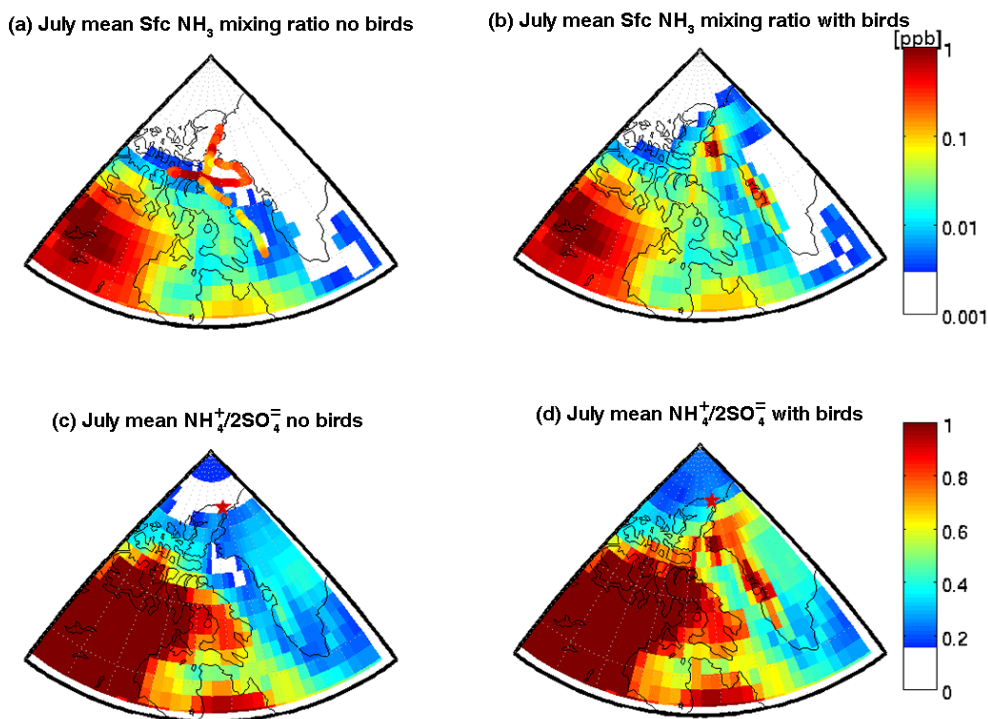 (a) July mean Sfc NH₃ mixing ratio no birds
(b) July mean Sfc NH₃ mixing ratio with birds
[ppb]
1
0.1
0.01
0.001
(c) July mean NH₄⁺/2SO₄⁼ no birds
(d) July mean NH₄⁺/2SO₄⁼ with birds
1
0.8
0.6
0.4
0.2
0